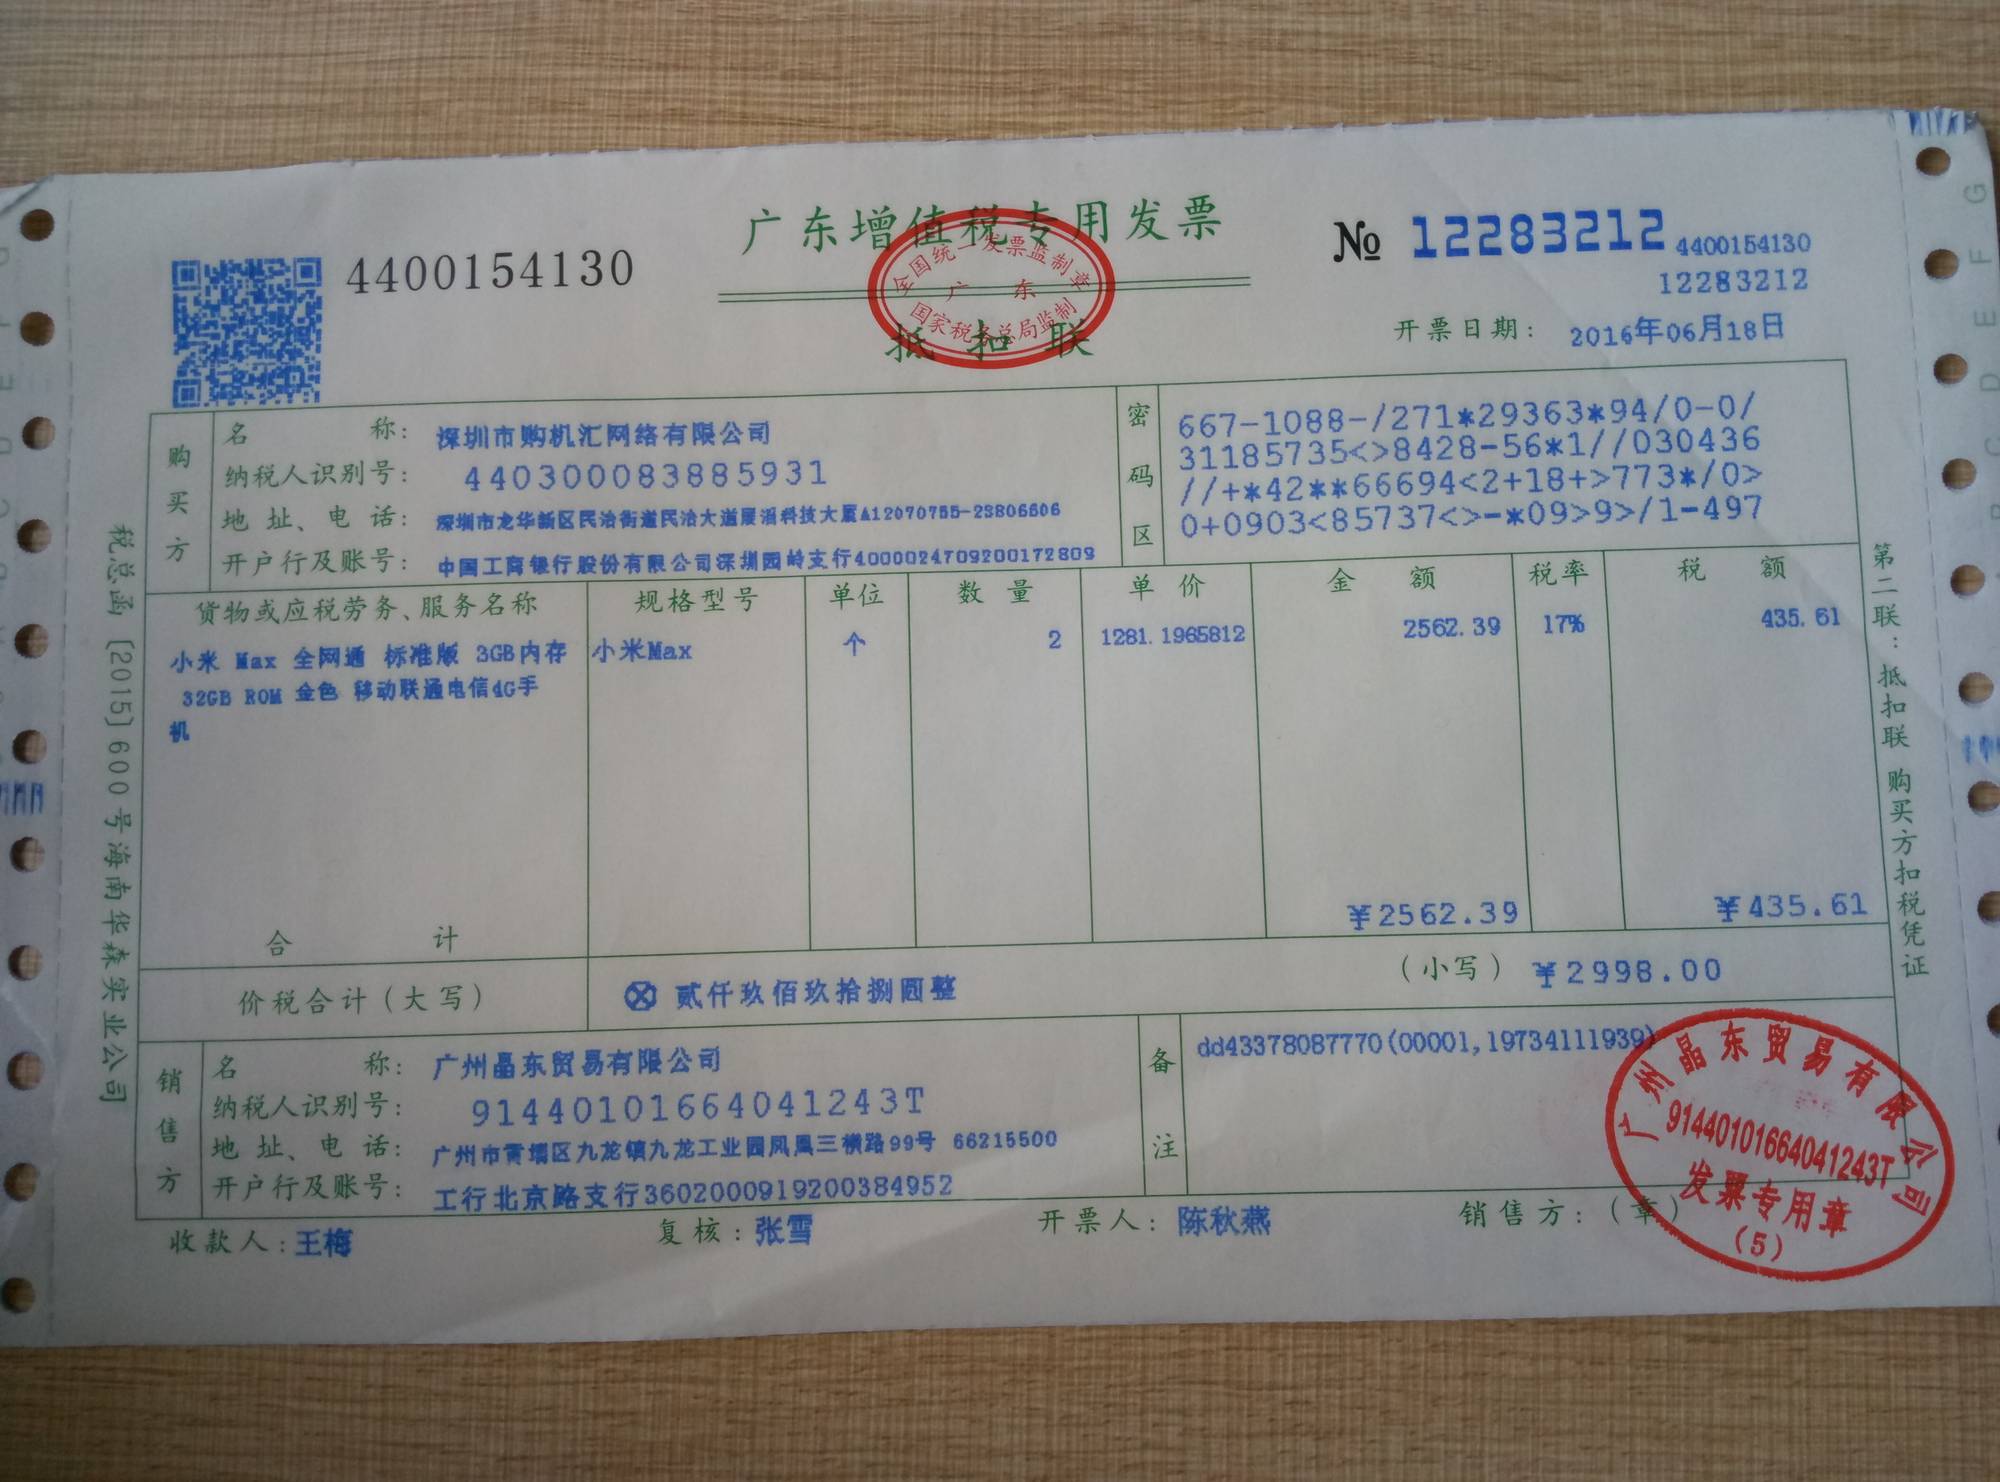 广东增值税专用发票
抵扣联
全国统一发票监制章
广 东
国家税务总局监制
4400154130
№ 12283212
4400154130
12283212
开票日期: 2016年06月18日
购买方
名 称: 深圳市购机汇网络有限公司
纳税人识别号: 440300083885931
地址、电话: 深圳市龙华新区民治街道民治大道展滔科技大厦A12070755-23806606
开户行及账号: 中国工商银行股份有限公司深圳园岭支行4000024709200172809
密码区
667-1088-/271*29363*94/0-0/
31185735<>8428-56*1//030436
//+*42**66694<2+18+>773*/0>
0+0903<85737<>-*09>9>/1-497
货物或应税劳务、服务名称 规格型号 单位 数量 单价 金额 税率 税额
小米 Max 全网通 标准版 3GB内存 小米Max 个 2 1281.1965812 2562.39 17% 435.61
32GB ROM 金色 移动联通电信4G手
机
合 计 ¥2562.39 ¥435.61
价税合计(大写) ⊗ 贰仟玖佰玖拾捌圆整 (小写) ¥2998.00
销售方
名 称: 广州晶东贸易有限公司
纳税人识别号: 91440101664041243T
地址、电话: 广州市黄埔区九龙镇九龙工业园凤凰三横路99号 66215500
开户行及账号: 工行北京路支行3602000919200384952
备注
dd43378087770(00001,19734111939)
收款人: 王梅 复核: 张雪 开票人: 陈秋燕 销售方:(章)
广州晶东贸易有限公司
91440101664041243T
发票专用章
(5)
税总函〔2015〕600号海南华森实业公司
第二联:抵扣联 购买方扣税凭证